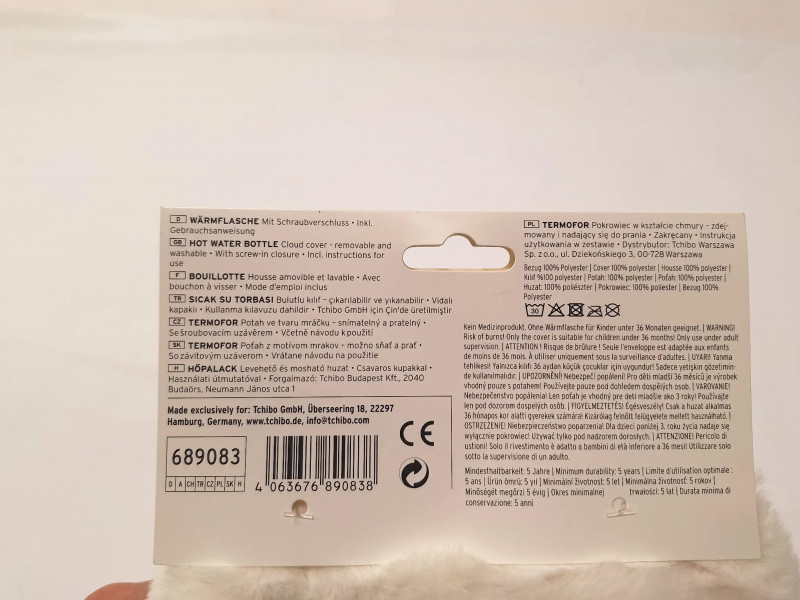 D WÄRMFLASCHE Mit Schraubverschluss • Inkl.
Gebrauchsanweisung
GB HOT WATER BOTTLE Cloud cover - removable and
washable • With screw-in closure • Incl. instructions for
use
F BOUILLOTTE Housse amovible et lavable • Avec
bouchon à visser • Mode d'emploi inclus
TR SICAK SU TORBASI Bulutlu kılıf - çıkarılabilir ve yıkanabilir • Vidalı
kapaklı • Kullanma kılavuzu dahildir • Tchibo GmbH için Çin'de üretilmiştir
CZ TERMOFOR Potah ve tvaru mráčku - snímatelný a pratelný •
Se šroubovacím uzávěrem • Včetně návodu k použití
SK TERMOFOR Poťah z motívom mrakov - možno sňať a prať •
So závitovým uzáverom • Vrátane návodu na použitie
H HŐPALACK Levehető és mosható huzat • Csavaros kupakkal •
Használati útmutatóval • Forgalmazó: Tchibo Budapest Kft., 2040
Budaörs, Neumann János utca 1
Made exclusively for: Tchibo GmbH, Überseering 18, 22297
Hamburg, Germany, www.tchibo.de, info@tchibo.com
689083
D A CH TR CZ PL SK H
4 063676 890838
CE
PL TERMOFOR Pokrowiec w kształcie chmury - zdej-
mowany i nadający się do prania • Zakręcany • Instrukcja
użytkowania w zestawie • Dystrybutor: Tchibo Warszawa
Sp. z.o.o., ul. Dziekońskiego 3, 00-728 Warszawa
Bezug 100% Polyester | Cover 100% Polyester | Housse 100% Polyester |
Kılıf %100 Polyester | Potah: 100% Polyester | Poťah: 100% Polyester |
Huzat: 100% poliészter | Pokrowiec: 100% poliester | Bezug 100%
Polyester
30
Kein Medizinprodukt. Ohne Wärmflasche für Kinder unter 36 Monaten geeignet. | WARNING!
Risk of burns! Only the cover is suitable for children under 36 months! Only use under adult
supervision. | ATTENTION ! Risque de brûlure ! Seule l'enveloppe est adaptée aux enfants
de moins de 36 mois. À utiliser uniquement sous la surveillance d'adultes. | UYARI! Yanma
tehlikesi! Yalnızca kılıf 36 aydan küçük çocuklar için uygundur! Sadece yetişkin gözetimin-
de kullanılmalıdır. | UPOZORNĚNÍ! Nebezpečí popálení! Pro děti mladší 36 měsíců je výrobek
vhodný pouze s potahem! Používejte pouze pod dohledem dospělých osob. | VAROVANIE!
Nebezpečenstvo popálenia! Len poťah je vhodný pre deti mladšie ako 3 roky! Používajte
len pod dozorom dospelých osôb. | FIGYELMEZTETÉS! Égésveszély! Csak a huzat alkalmas
36 hónapos kor alatti gyerekek számára! Kizárólag felnőtt felügyelete mellett használható. |
OSTRZEŻENIE! Niebezpieczeństwo poparzenia! Dla dzieci poniżej 3. roku życia nadaje się
wyłącznie pokrowiec! Używać tylko pod nadzorem dorosłych. | ATTENZIONE! Pericolo di
ustioni! Solo il rivestimento è adatto a bambini di età inferiore a 36 mesi! Utilizzare solo
sotto la supervisione di un adulto.
Mindesthaltbarkeit: 5 Jahre | Minimum durability: 5 years | Limite d'utilisation optimale :
5 ans | Ürün ömrü: 5 yıl | Minimální životnost: 5 let | Minimálna životnosť: 5 rokov |
Minőségét megőrzi 5 évig | Okres minimalnej trwałości: 5 lat | Durata minima di
conservazione: 5 anni